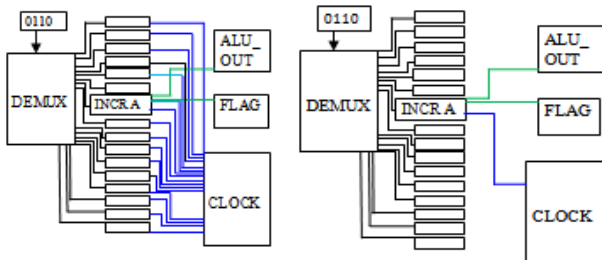 0110
ALU_
OUT
DEMUX
INCR A
FLAG
CLOCK
0110
ALU_
OUT
DEMUX
INCR A
FLAG
CLOCK